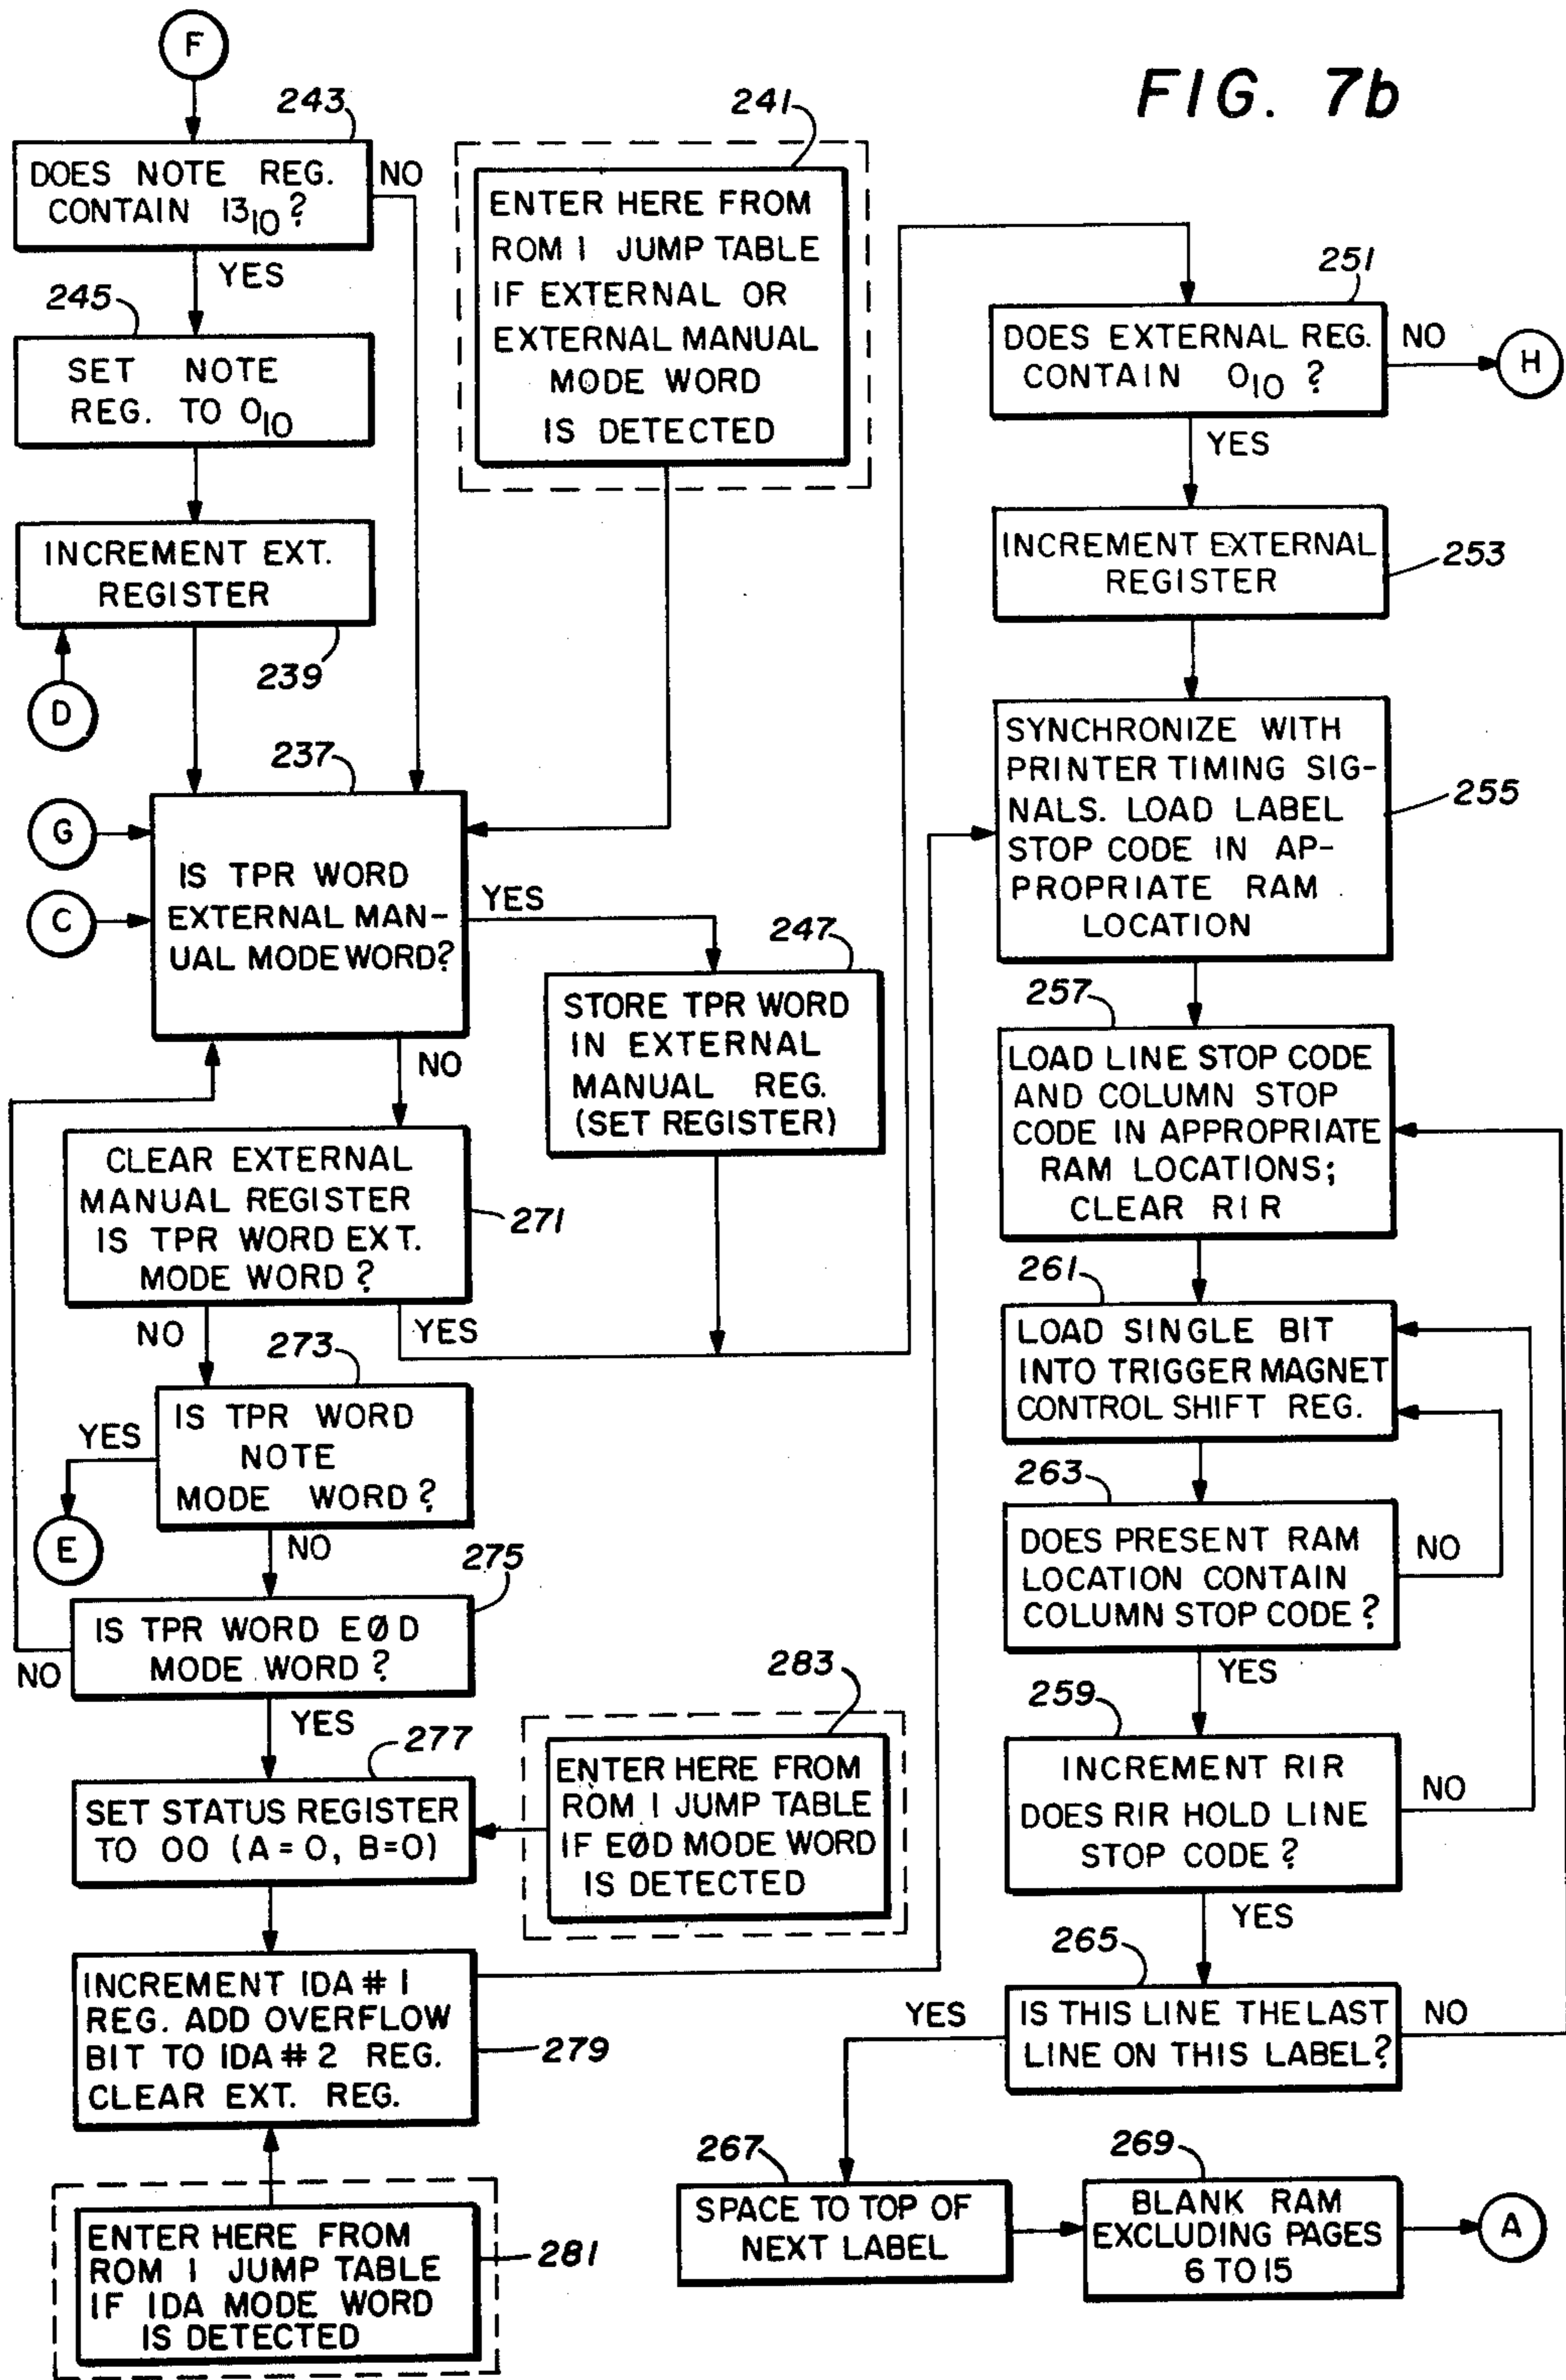 FIG. 7b
F
243
DOES NOTE REG.
CONTAIN 13₁₀?
NO
YES
245
SET NOTE
REG. TO 0₁₀
INCREMENT EXT.
REGISTER
239
D
241
ENTER HERE FROM
ROM 1 JUMP TABLE
IF EXTERNAL OR
EXTERNAL MANUAL
MODE WORD
IS DETECTED
237
G
C
IS TPR WORD
EXTERNAL MAN-
UAL MODE WORD?
YES
NO
247
STORE TPR WORD
IN EXTERNAL
MANUAL REG.
(SET REGISTER)
CLEAR EXTERNAL
MANUAL REGISTER
IS TPR WORD EXT.
MODE WORD?
271
NO
YES
273
IS TPR WORD
NOTE
MODE WORD?
YES
E
NO
275
IS TPR WORD EØD
MODE WORD?
NO
YES
277
SET STATUS REGISTER
TO 00 (A=0, B=0)
283
ENTER HERE FROM
ROM 1 JUMP TABLE
IF EØD MODE WORD
IS DETECTED
INCREMENT IDA # 1
REG. ADD OVERFLOW
BIT TO IDA # 2 REG.
CLEAR EXT. REG.
279
ENTER HERE FROM
ROM 1 JUMP TABLE
IF IDA MODE WORD
IS DETECTED
281
251
DOES EXTERNAL REG.
CONTAIN 0₁₀?
NO
H
YES
INCREMENT EXTERNAL
REGISTER
253
SYNCHRONIZE WITH
PRINTER TIMING SIG-
NALS. LOAD LABEL
STOP CODE IN AP-
PROPRIATE RAM
LOCATION
255
257
LOAD LINE STOP CODE
AND COLUMN STOP
CODE IN APPROPRIATE
RAM LOCATIONS;
CLEAR RIR
261
LOAD SINGLE BIT
INTO TRIGGER MAGNET
CONTROL SHIFT REG.
263
DOES PRESENT RAM
LOCATION CONTAIN
COLUMN STOP CODE?
NO
YES
259
INCREMENT RIR
DOES RIR HOLD LINE
STOP CODE?
NO
YES
265
IS THIS LINE THE LAST
LINE ON THIS LABEL?
YES
NO
267
SPACE TO TOP OF
NEXT LABEL
269
BLANK RAM
EXCLUDING PAGES
6 TO 15
A